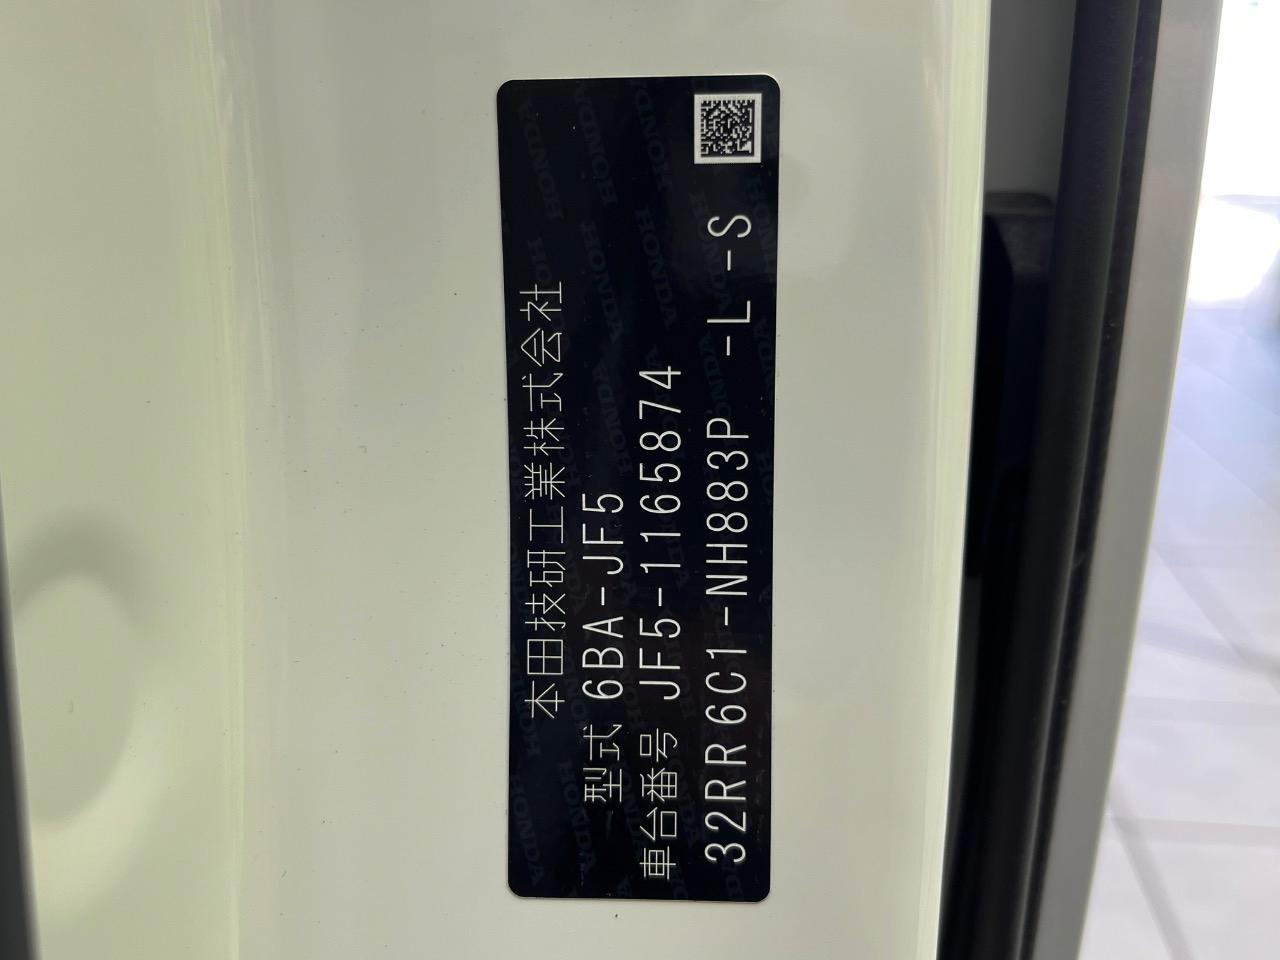 本田技研工業株式会社
型式 6BA-JF5
車台番号 JF5-1165874
32RR6C1-NH883P -L-S